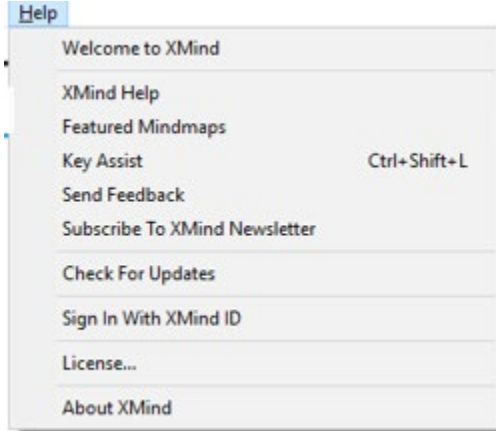 Help
Welcome to XMind
XMind Help
Featured Mindmaps
Key Assist Ctrl+Shift+L
Send Feedback
Subscribe To XMind Newsletter
Check For Updates
Sign In With XMind ID
License...
About XMind